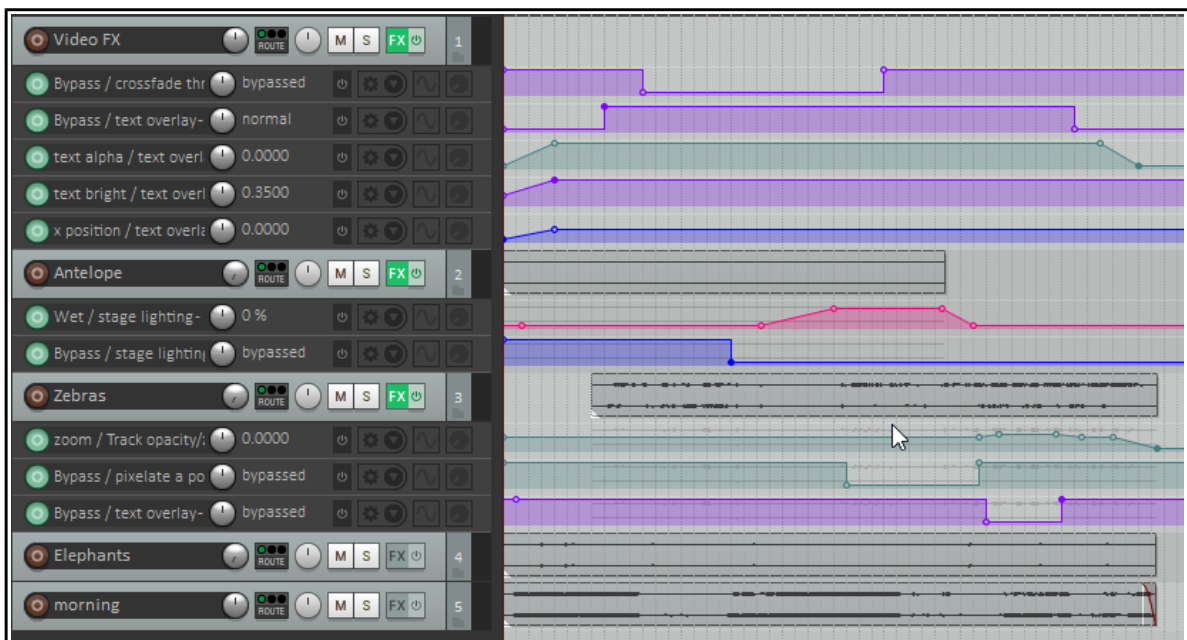 Video FX ROUTE M S FX 1
Bypass / crossfade thr bypassed
Bypass / text overlay- normal
text alpha / text overl 0.0000
text bright / text overl 0.3500
x position / text overla 0.0000
Antelope ROUTE M S FX 2
Wet / stage lighting- 0 %
Bypass / stage lighting bypassed
Zebras ROUTE M S FX 3
zoom / Track opacity/z 0.0000
Bypass / pixelate a po bypassed
Bypass / text overlay- bypassed
Elephants ROUTE M S FX 4
morning ROUTE M S FX 5